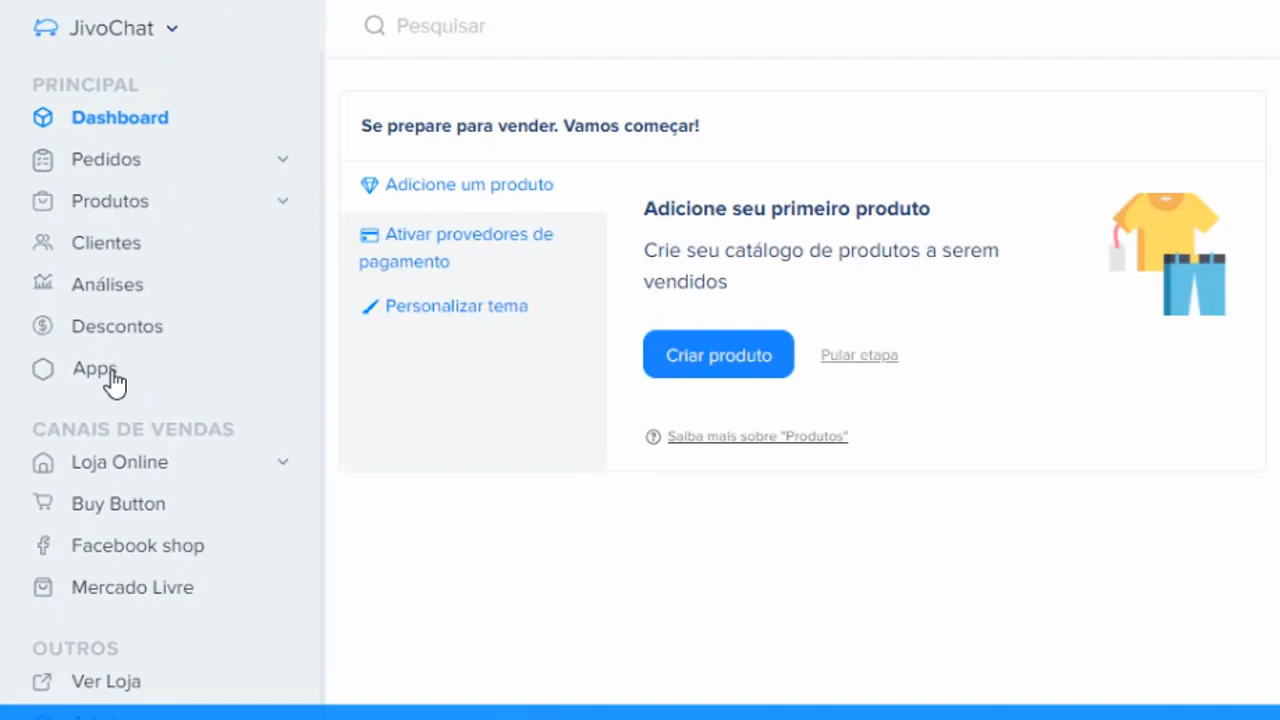 JivoChat
Pesquisar
PRINCIPAL
Dashboard
Pedidos
Produtos
Clientes
Análises
Descontos
Apps
CANAIS DE VENDAS
Loja Online
Buy Button
Facebook shop
Mercado Livre
OUTROS
Ver Loja
Se prepare para vender. Vamos começar!
Adicione um produto
Ativar provedores de
pagamento
Personalizar tema
Adicione seu primeiro produto
Crie seu catálogo de produtos a serem
vendidos
Criar produto
Pular etapa
Saiba mais sobre "Produtos"